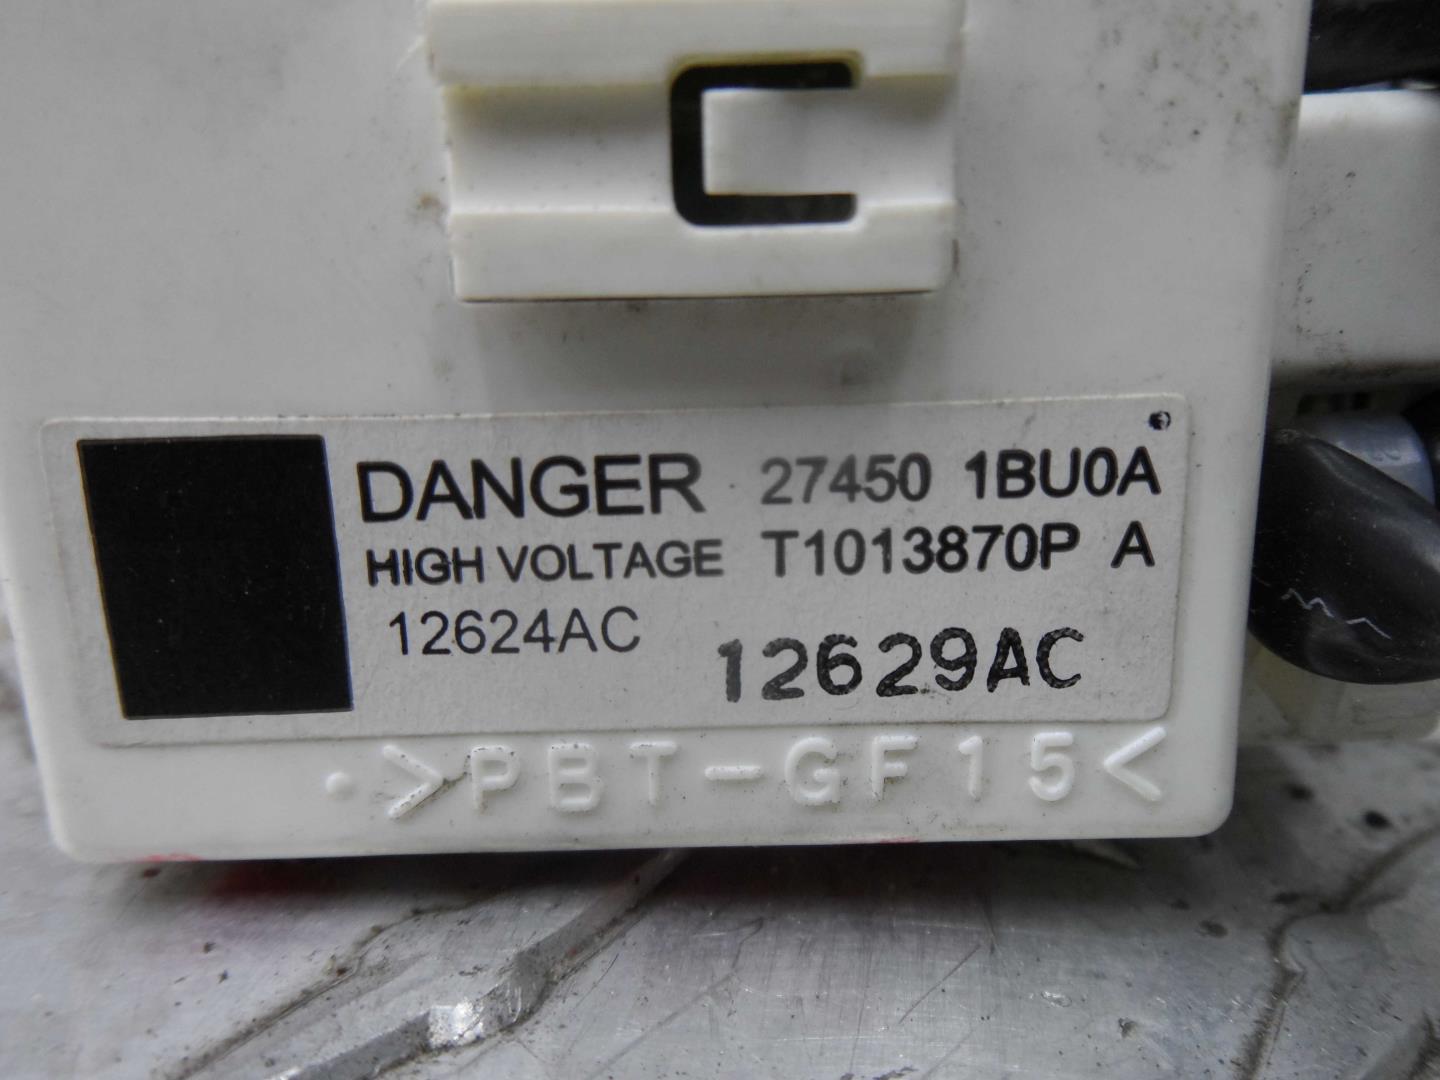 DANGER 27450 1BU0A
HIGH VOLTAGE T1013870P A
12624AC 12629AC
>PBT-GF15<